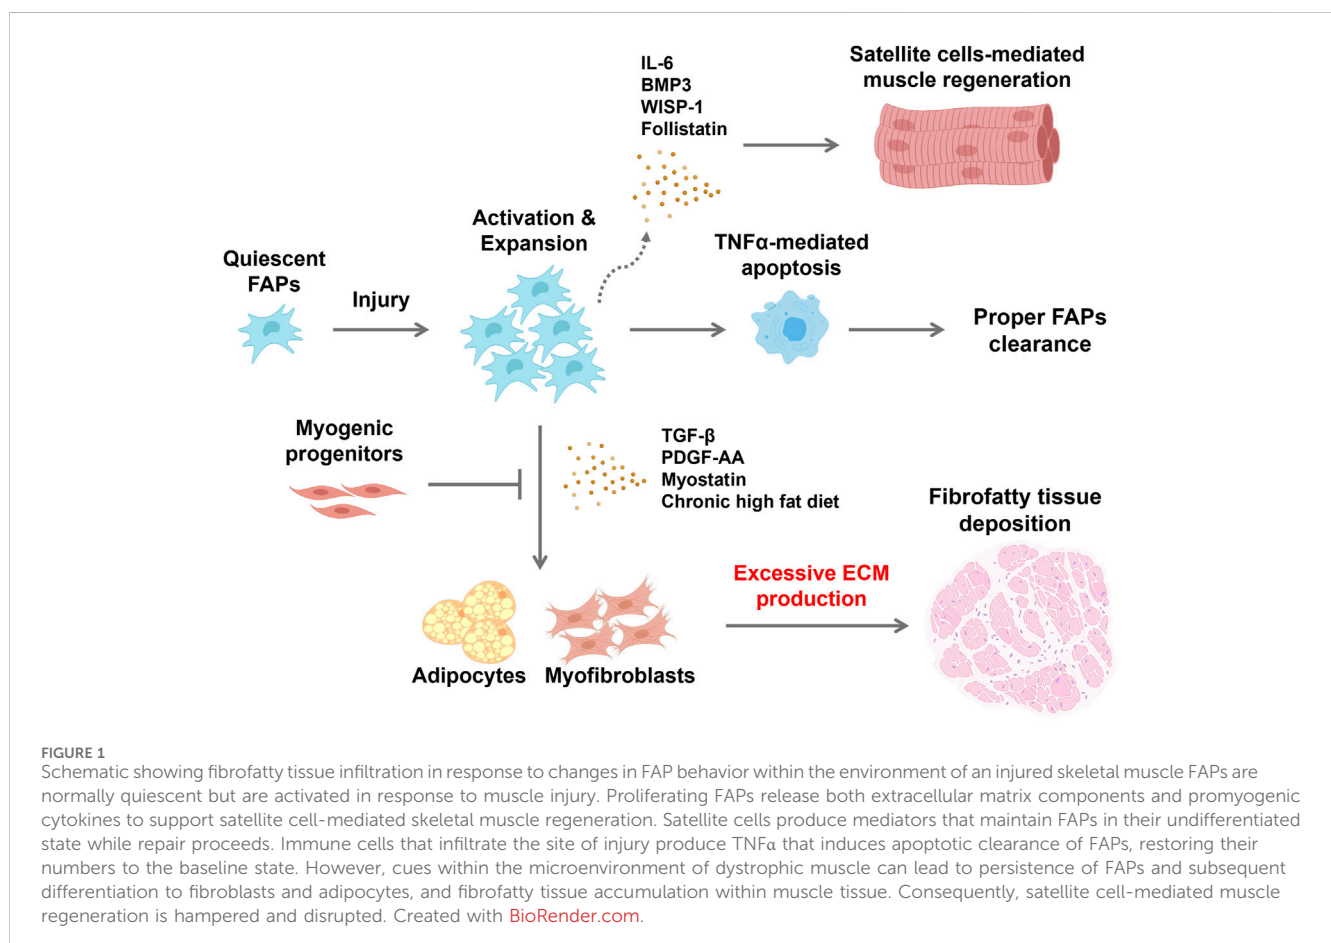 IL-6
BMP3
WISP-1
Follistatin
Satellite cells-mediated
muscle regeneration
Activation &
Expansion
Quiescent
FAPs
Injury
TNFα-mediated
apoptosis
Proper FAPs
clearance
Myogenic
progenitors
TGF-β
PDGF-AA
Myostatin
Chronic high fat diet
Fibrofatty tissue
deposition
Excessive ECM
production
Adipocytes
Myofibroblasts
FIGURE 1
Schematic showing fibrofatty tissue infiltration in response to changes in FAP behavior within the environment of an injured skeletal muscle FAPs are
normally quiescent but are activated in response to muscle injury. Proliferating FAPs release both extracellular matrix components and promyogenic
cytokines to support satellite cell-mediated skeletal muscle regeneration. Satellite cells produce mediators that maintain FAPs in their undifferentiated
state while repair proceeds. Immune cells that infiltrate the site of injury produce TNFα that induces apoptotic clearance of FAPs, restoring their
numbers to the baseline state. However, cues within the microenvironment of dystrophic muscle can lead to persistence of FAPs and subsequent
differentiation to fibroblasts and adipocytes, and fibrofatty tissue accumulation within muscle tissue. Consequently, satellite cell-mediated muscle
regeneration is hampered and disrupted. Created with BioRender.com.